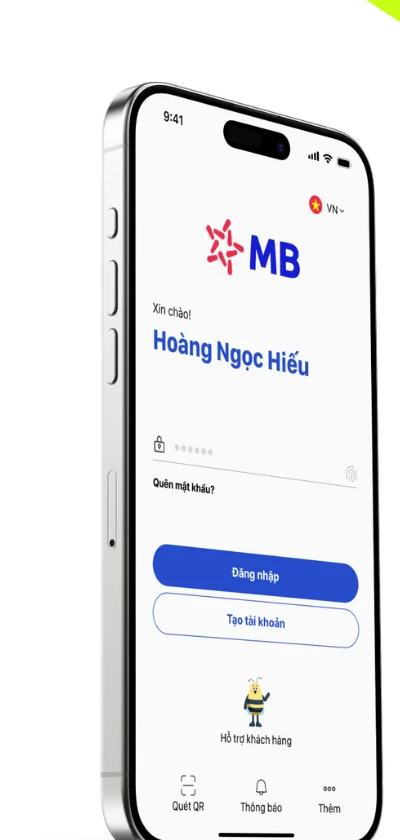 9:41
VN
MB
Xin chào!
Hoàng Ngọc Hiếu
Quên mật khẩu?
Đăng nhập
Tạo tài khoản
Hỗ trợ khách hàng
Quét QR
Thông báo
Thêm